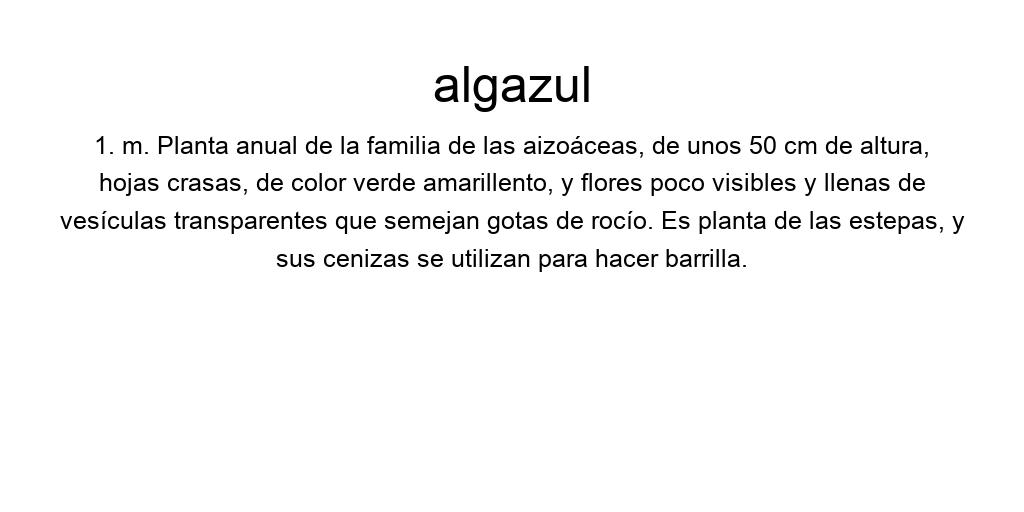 algazul
1. m. Planta anual de la familia de las aizoáceas, de unos 50 cm de altura,
hojas crasas, de color verde amarillento, y flores poco visibles y llenas de
vesículas transparentes que semejan gotas de rocío. Es planta de las estepas, y
sus cenizas se utilizan para hacer barrilla.